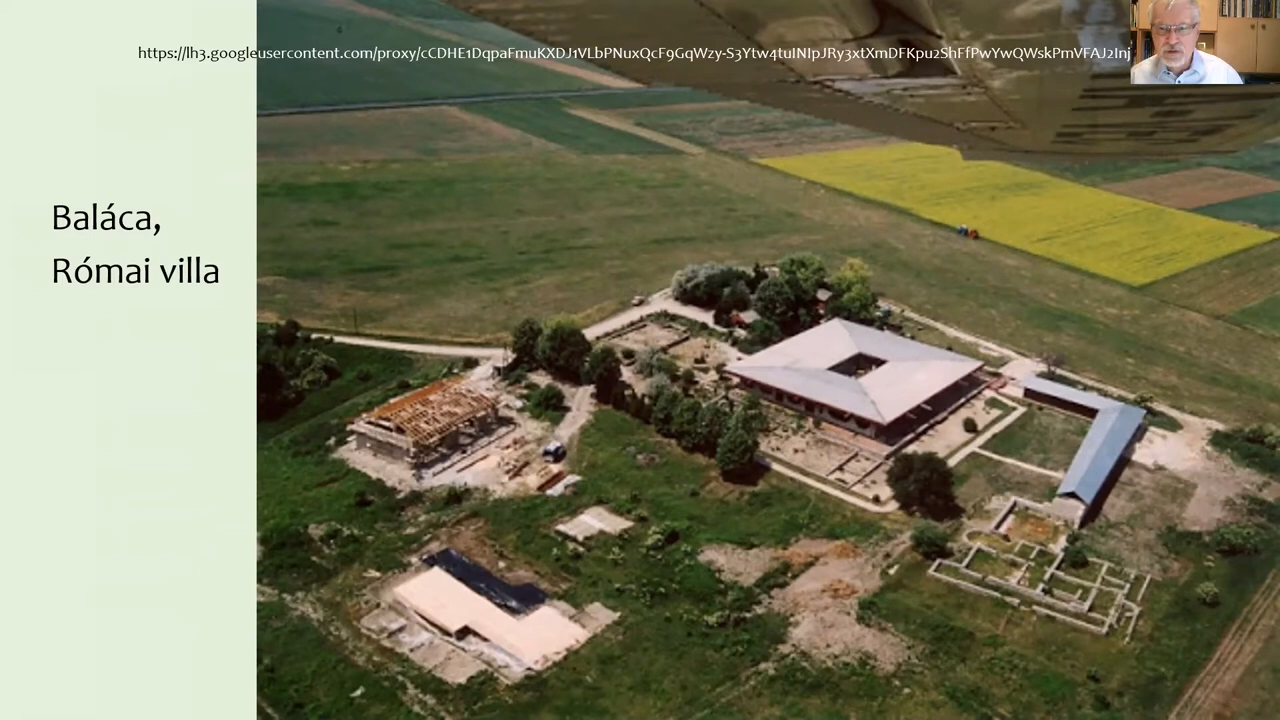 https://lh3.googleusercontent.com/proxy/cCDHE1DqpaFmuKXDJ1VLbPNuxQcF9GqWzy-S3Ytw4tuINIpJRy3xtXmDFKpu2ShFfPwYwQWskPmVFAJ2Inj
Baláca,
Római villa